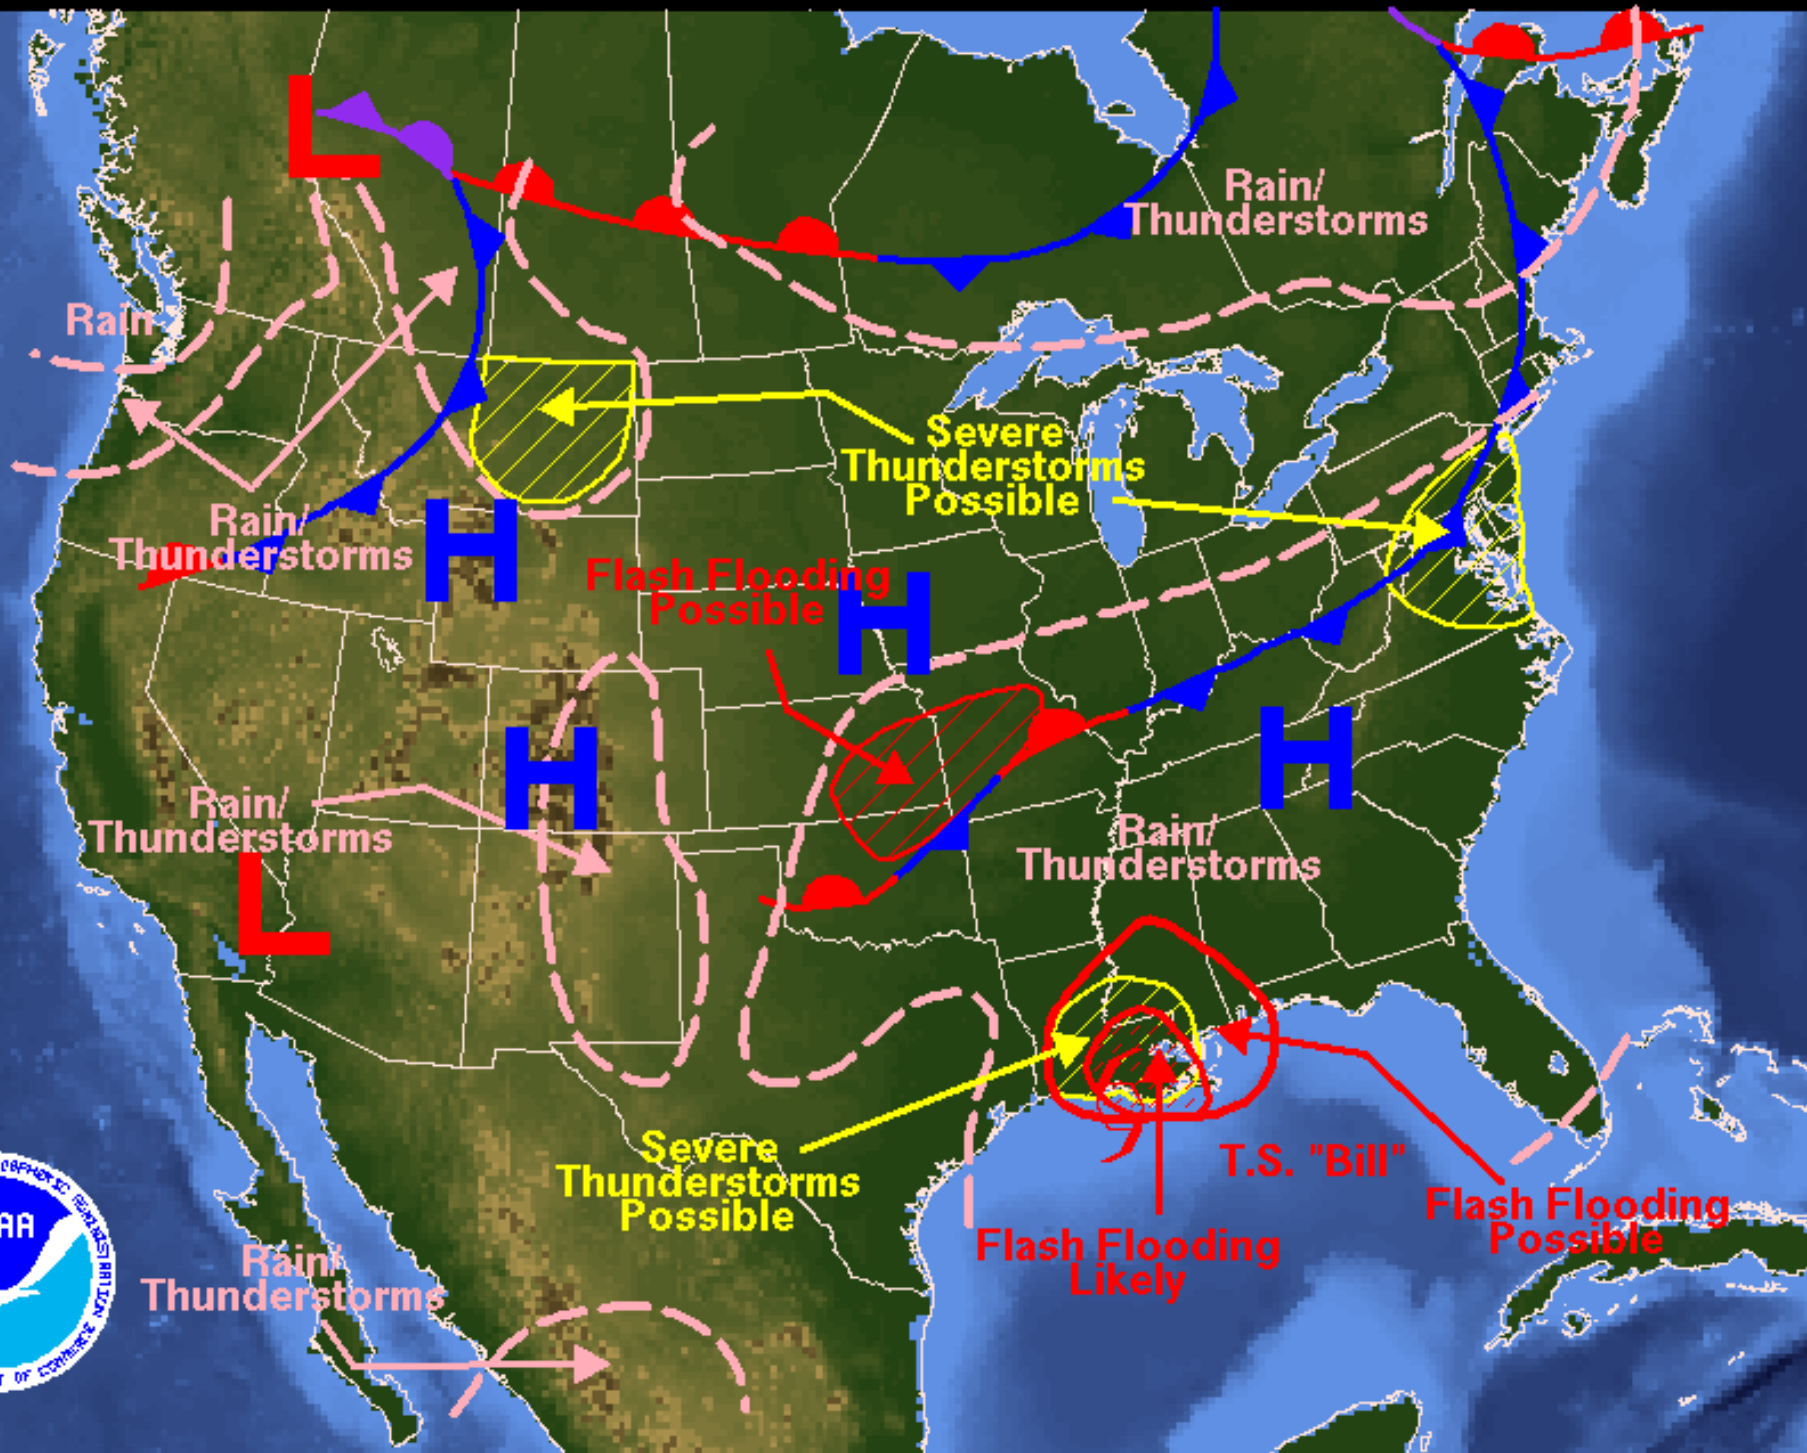 L
Rain/
Thunderstorms
Rain
Severe
Thunderstorms
Possible
Rain/
Thunderstorms
H
Flash Flooding
Possible
H
H
H
Rain/
Thunderstorms
Rain/
Thunderstorms
L
Severe
Thunderstorms
Possible
T.S. "Bill"
Flash Flooding
Possible
Flash Flooding
Likely
Rain/
Thunderstorms
AA